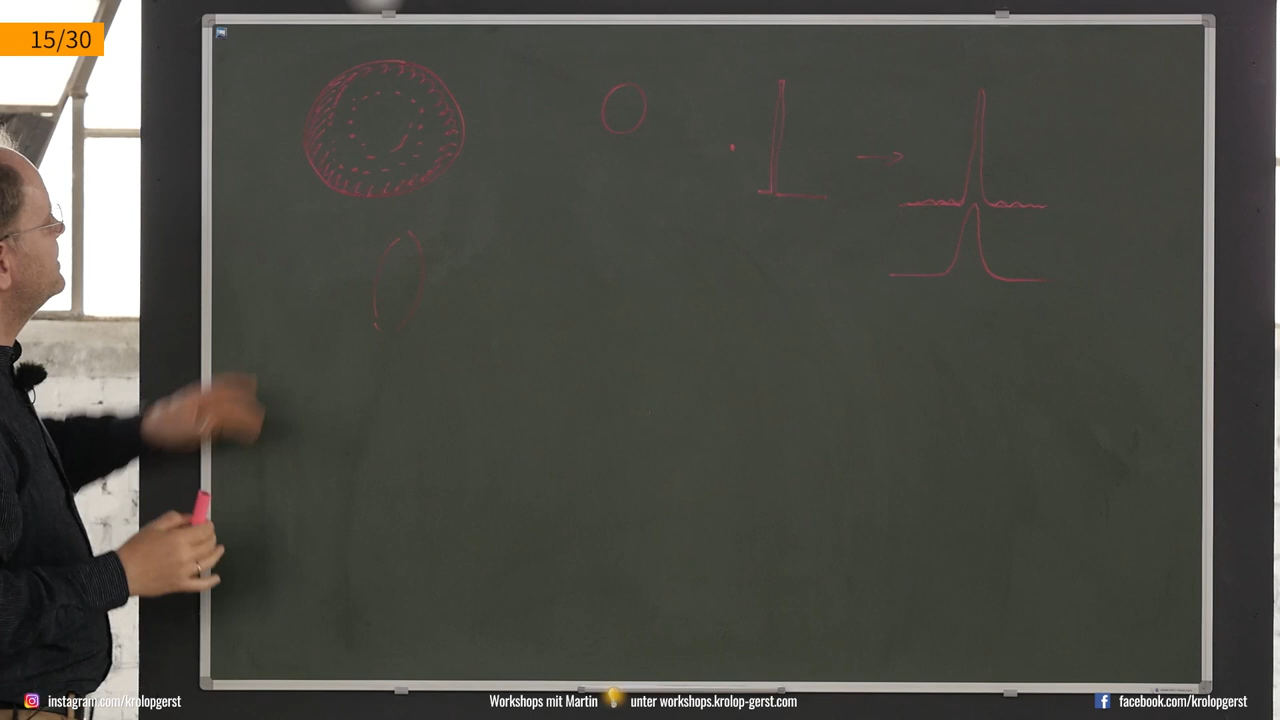 15/30
instagram.com/krolopgerst
Workshops mit Martin unter workshops.krolop-gerst.com
facebook.com/krolopgerst